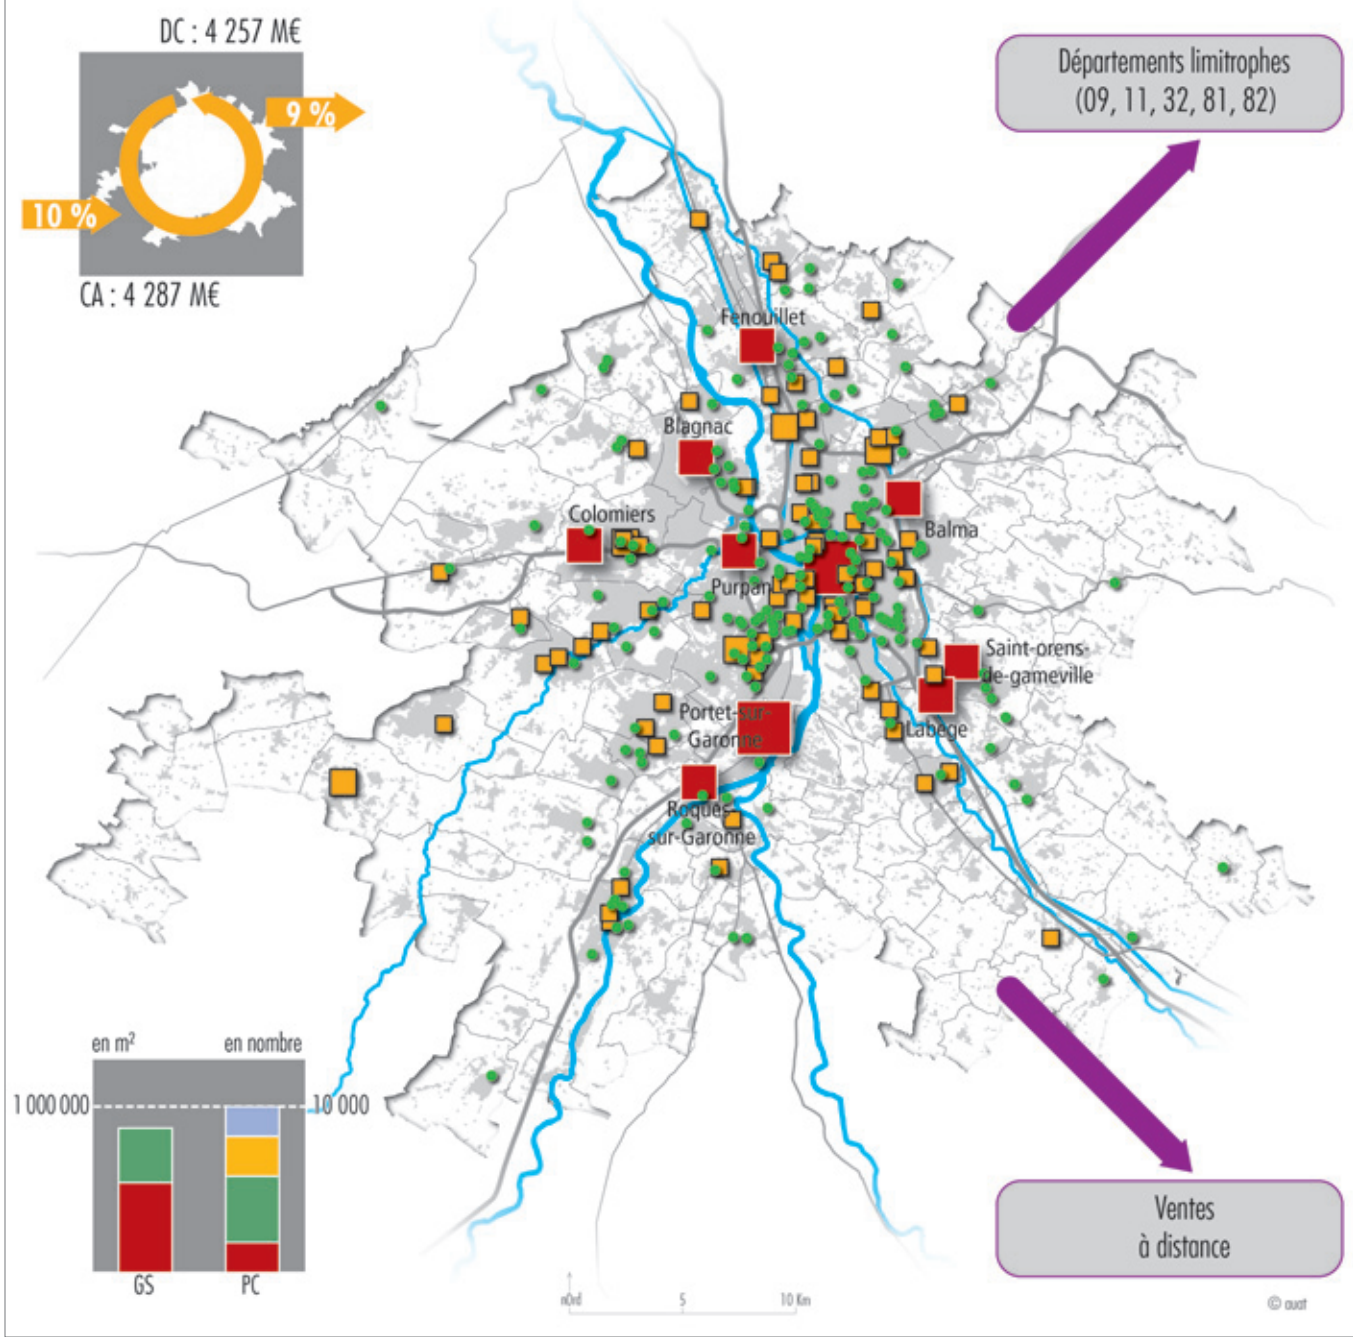 DC : 4 257 M€
9 %
10 %
CA : 4 287 M€
Départements limitrophes
(09, 11, 32, 81, 82)
Fenouillet
Blagnac
Colomiers
Balma
Purpan
Saint-orens-
de-gameville
Portet-sur-
Garonne
Labège
Roques-
sur-Garonne
en m²
en nombre
1 000 000
10 000
GS
PC
Ventes
à distance
nOrd
5
10 Km
© auat